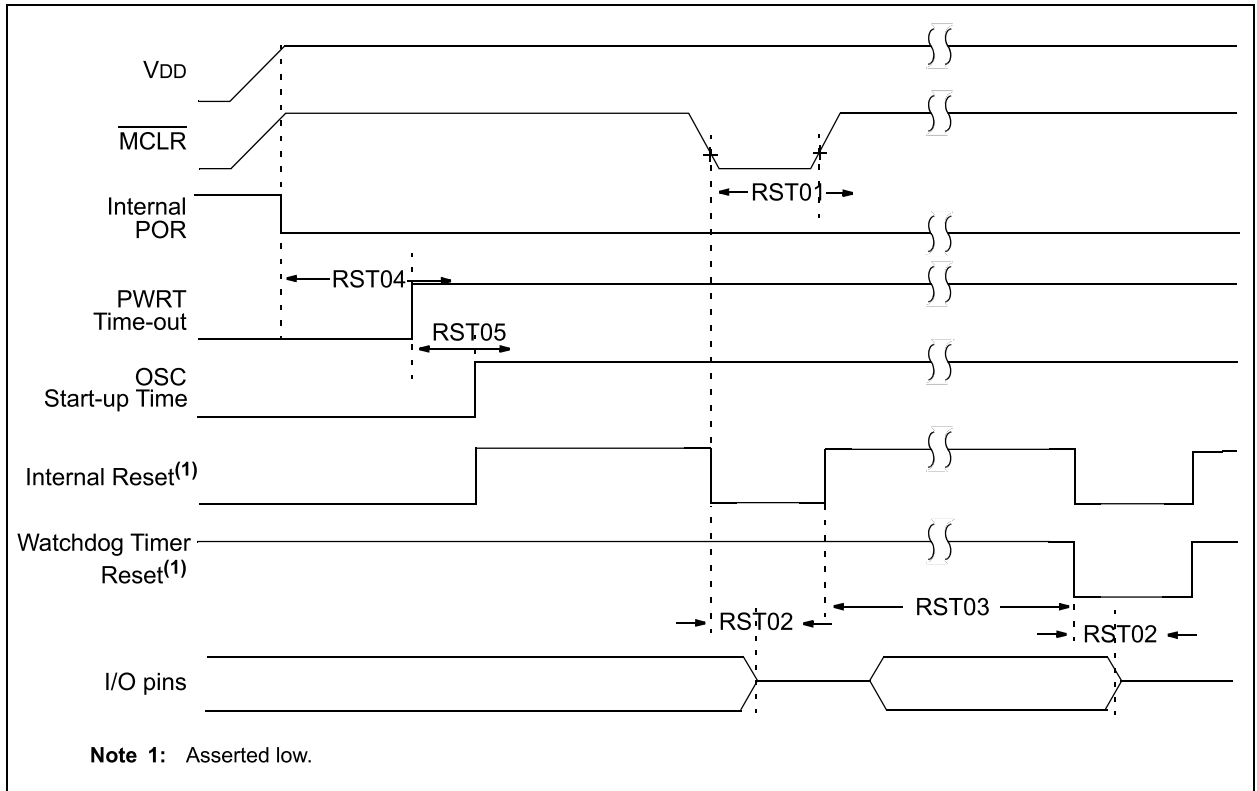 VDD
MCLR
RST01
Internal
POR
RST04
PWRT
Time-out
RST05
OSC
Start-up Time
Internal Reset(1)
Watchdog Timer
Reset(1)
RST03
RST02
RST02
I/O pins
Note 1: Asserted low.